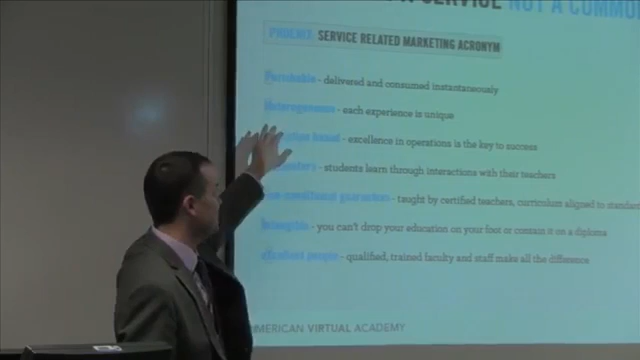 SERVICE NOT A COMMO
PHOENIX: SERVICE RELATED MARKETING ACRONYM
Perishable - delivered and consumed instantaneously
Heterogeneous - each experience is unique
based - excellence in operations is the key to success
- students learn through interactions with their teachers
guarantee - taught by certified teachers, curriculum aligned to standard
Intangible - you can't drop your education on your foot or contain it on a diploma
people - qualified, trained faculty and staff make all the difference
AMERICAN VIRTUAL ACADEMY